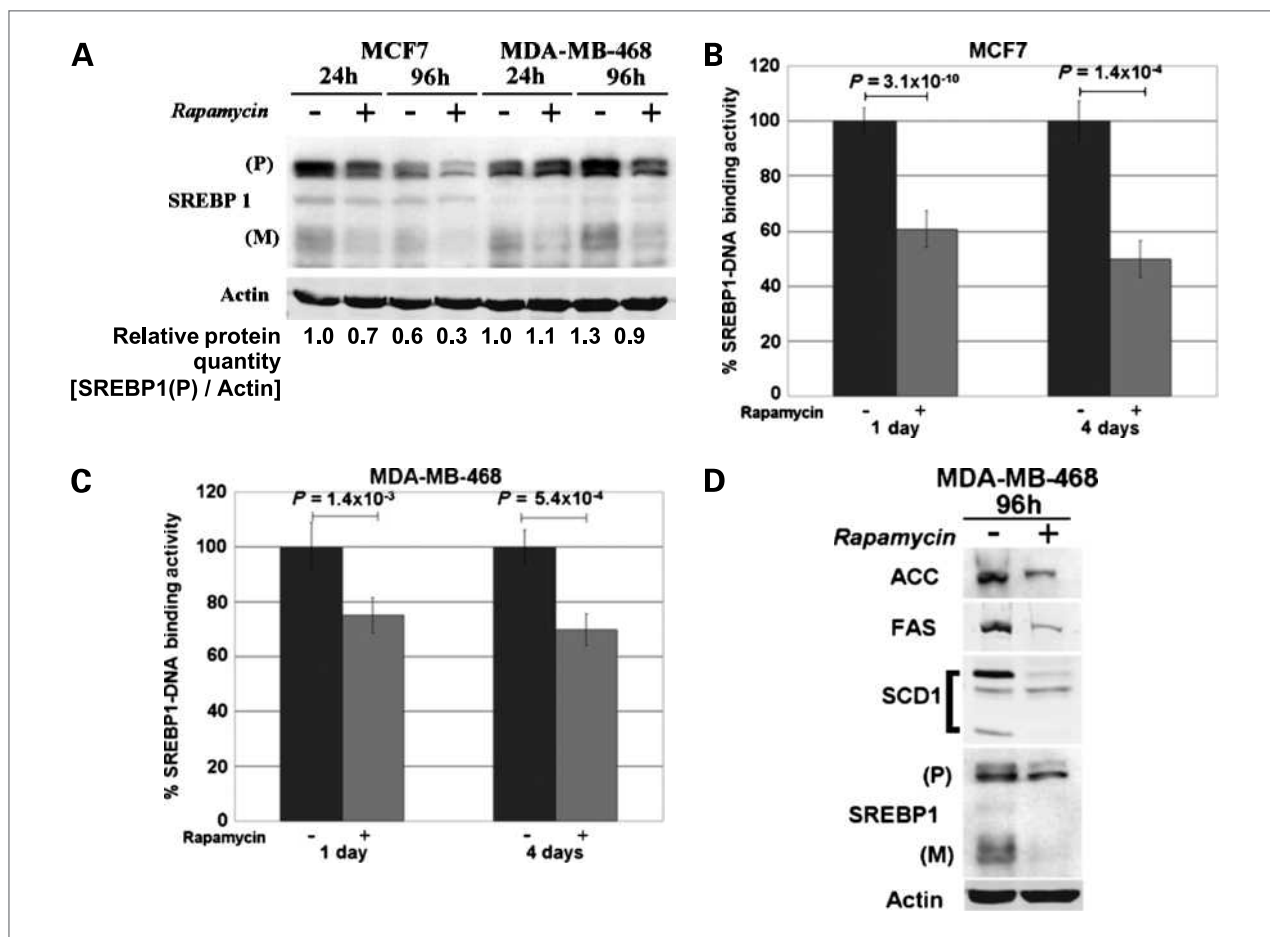 A
MCF7 MDA-MB-468
24h 96h 24h 96h
Rapamycin - + - + - + - +
(P)
SREBP 1
(M)
Actin
Relative protein 1.0 0.7 0.6 0.3 1.0 1.1 1.3 0.9
quantity
[SREBP1(P) / Actin]
B
MCF7
% SREBP1-DNA binding activity
120
100
80
60
40
20
0
P = 3.1x10-10
P = 1.4x10-4
Rapamycin - + - +
1 day 4 days
C
MDA-MB-468
% SREBP1-DNA binding activity
120
100
80
60
40
20
0
P = 1.4x10-3
P = 5.4x10-4
Rapamycin - + - +
1 day 4 days
D
MDA-MB-468
96h
Rapamycin - +
ACC
FAS
SCD1
(P)
SREBP1
(M)
Actin